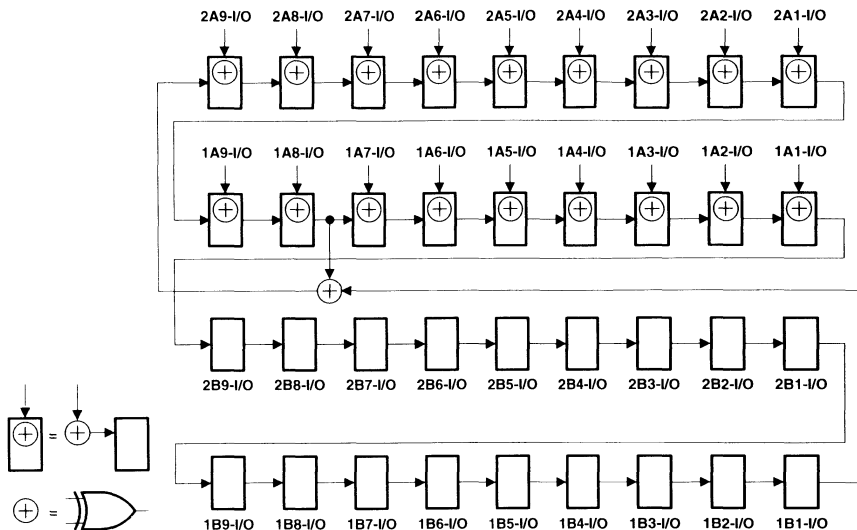 2A9-I/O 2A8-I/O 2A7-I/O 2A6-I/O 2A5-I/O 2A4-I/O 2A3-I/O 2A2-I/O 2A1-I/O
1A9-I/O 1A8-I/O 1A7-I/O 1A6-I/O 1A5-I/O 1A4-I/O 1A3-I/O 1A2-I/O 1A1-I/O
2B9-I/O 2B8-I/O 2B7-I/O 2B6-I/O 2B5-I/O 2B4-I/O 2B3-I/O 2B2-I/O 2B1-I/O
=
=
1B9-I/O 1B8-I/O 1B7-I/O 1B6-I/O 1B5-I/O 1B4-I/O 1B3-I/O 1B2-I/O 1B1-I/O